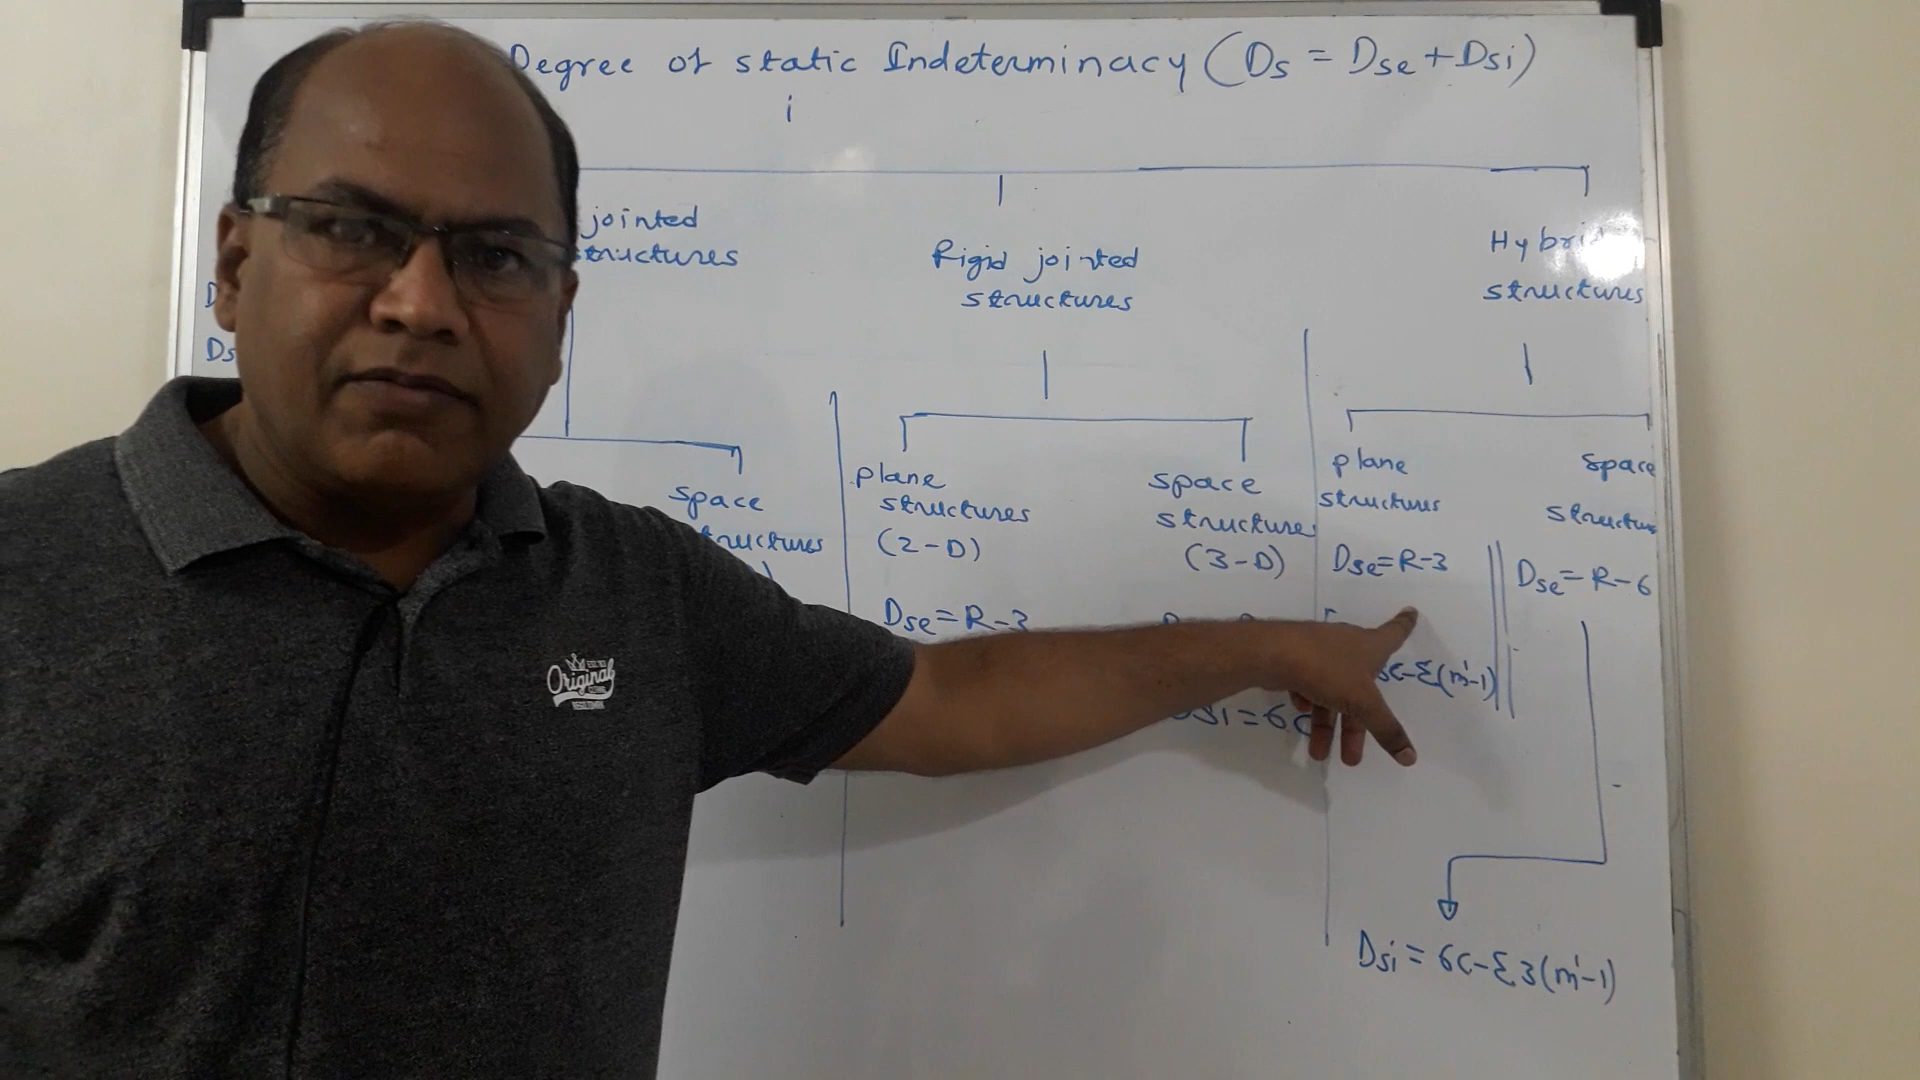 Degree of static Indeterminacy (Ds = Dse + Dsi)
jointed
structures
Rigid jointed
structures
Hybrid
structures
space
structures
plane
structures
(2-D)
Dse=R-3
space
structures
(3-D)
Dsi=6C
plane
structures
Dse=R-3
3C-Σ(m'-1)
space
Dse=R-6
Dsi=6C-Σ3(m'-1)
Original